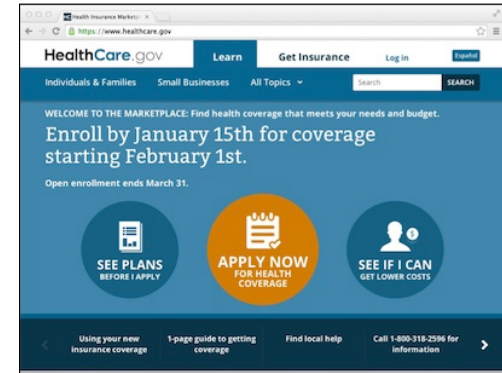 Health Insurance Marketpl
https://www.healthcare.gov
HealthCare.gov
Learn
Get Insurance
Log in
Español
Individuals & Families
Small Businesses
All Topics
Search
SEARCH
WELCOME TO THE MARKETPLACE: Find health coverage that meets your needs and budget.
Enroll by January 15th for coverage
starting February 1st.
Open enrollment ends March 31.
SEE PLANS
BEFORE I APPLY
APPLY NOW
FOR HEALTH
COVERAGE
SEE IF I CAN
GET LOWER COSTS
Using your new
insurance coverage
1-page guide to getting
coverage
Find local help
Call 1-800-318-2596 for
information